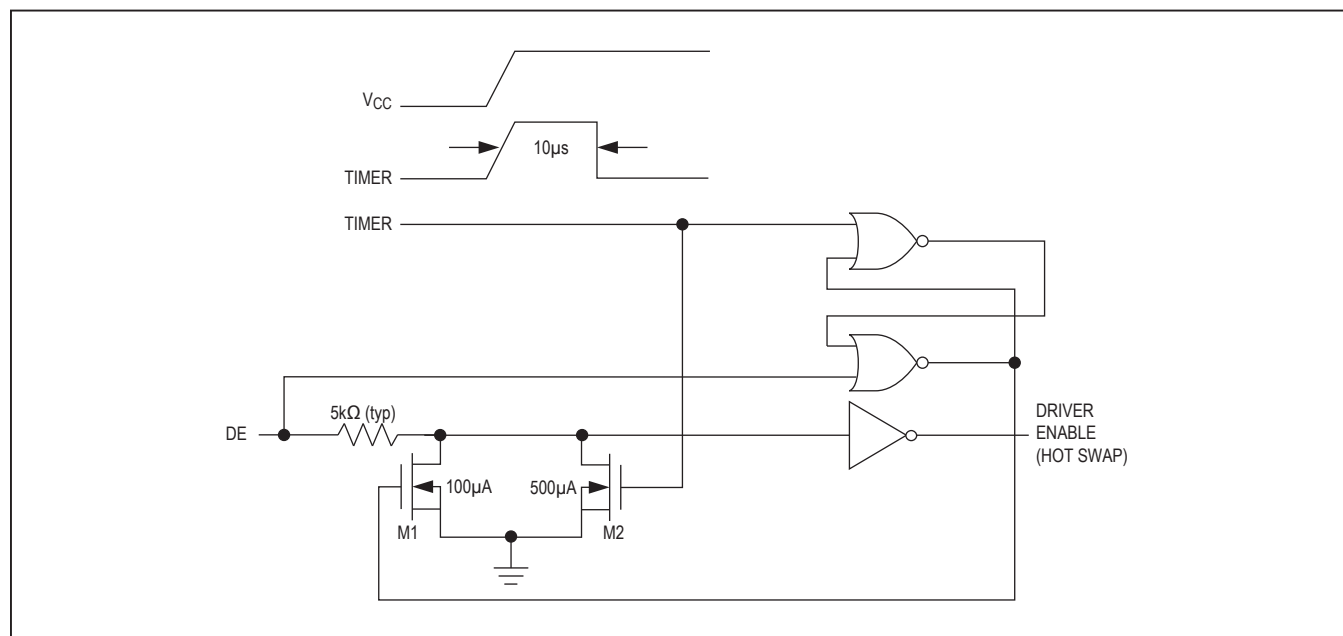 VCC
10µs
TIMER
TIMER
5kΩ (typ)
DE
DRIVER
ENABLE
(HOT SWAP)
100µA
500µA
M1
M2